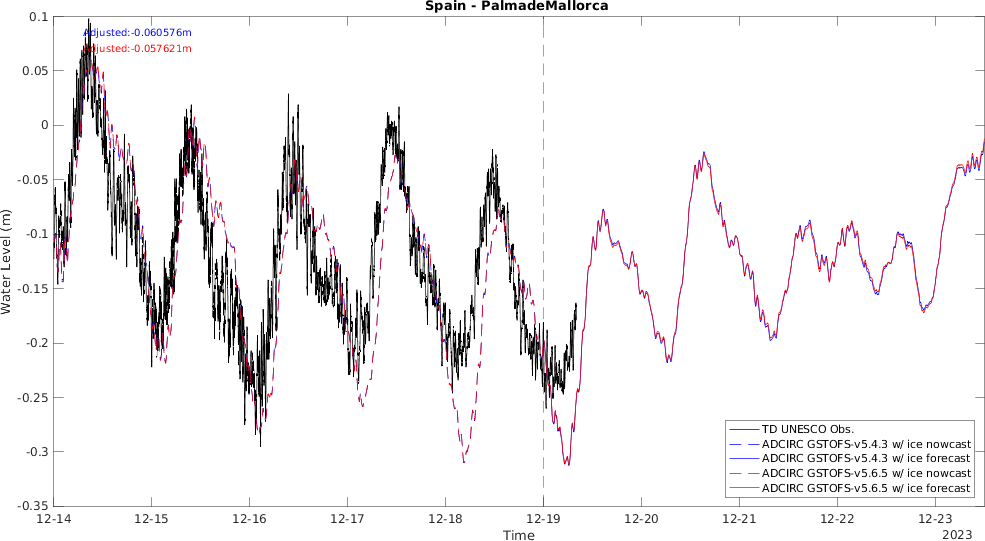 Spain - PalmadeMallorca
Adjusted:-0.060576m
Adjusted:-0.057621m
0.1
0.05
0
-0.05
-0.1
-0.15
-0.2
-0.25
-0.3
-0.35
Water Level (m)
12-14 12-15 12-16 12-17 12-18 12-19 12-20 12-21 12-22 12-23
Time
2023
TD UNESCO Obs.
ADCIRC GSTOFS-v5.4.3 w/ ice nowcast
ADCIRC GSTOFS-v5.4.3 w/ ice forecast
ADCIRC GSTOFS-v5.6.5 w/ ice nowcast
ADCIRC GSTOFS-v5.6.5 w/ ice forecast